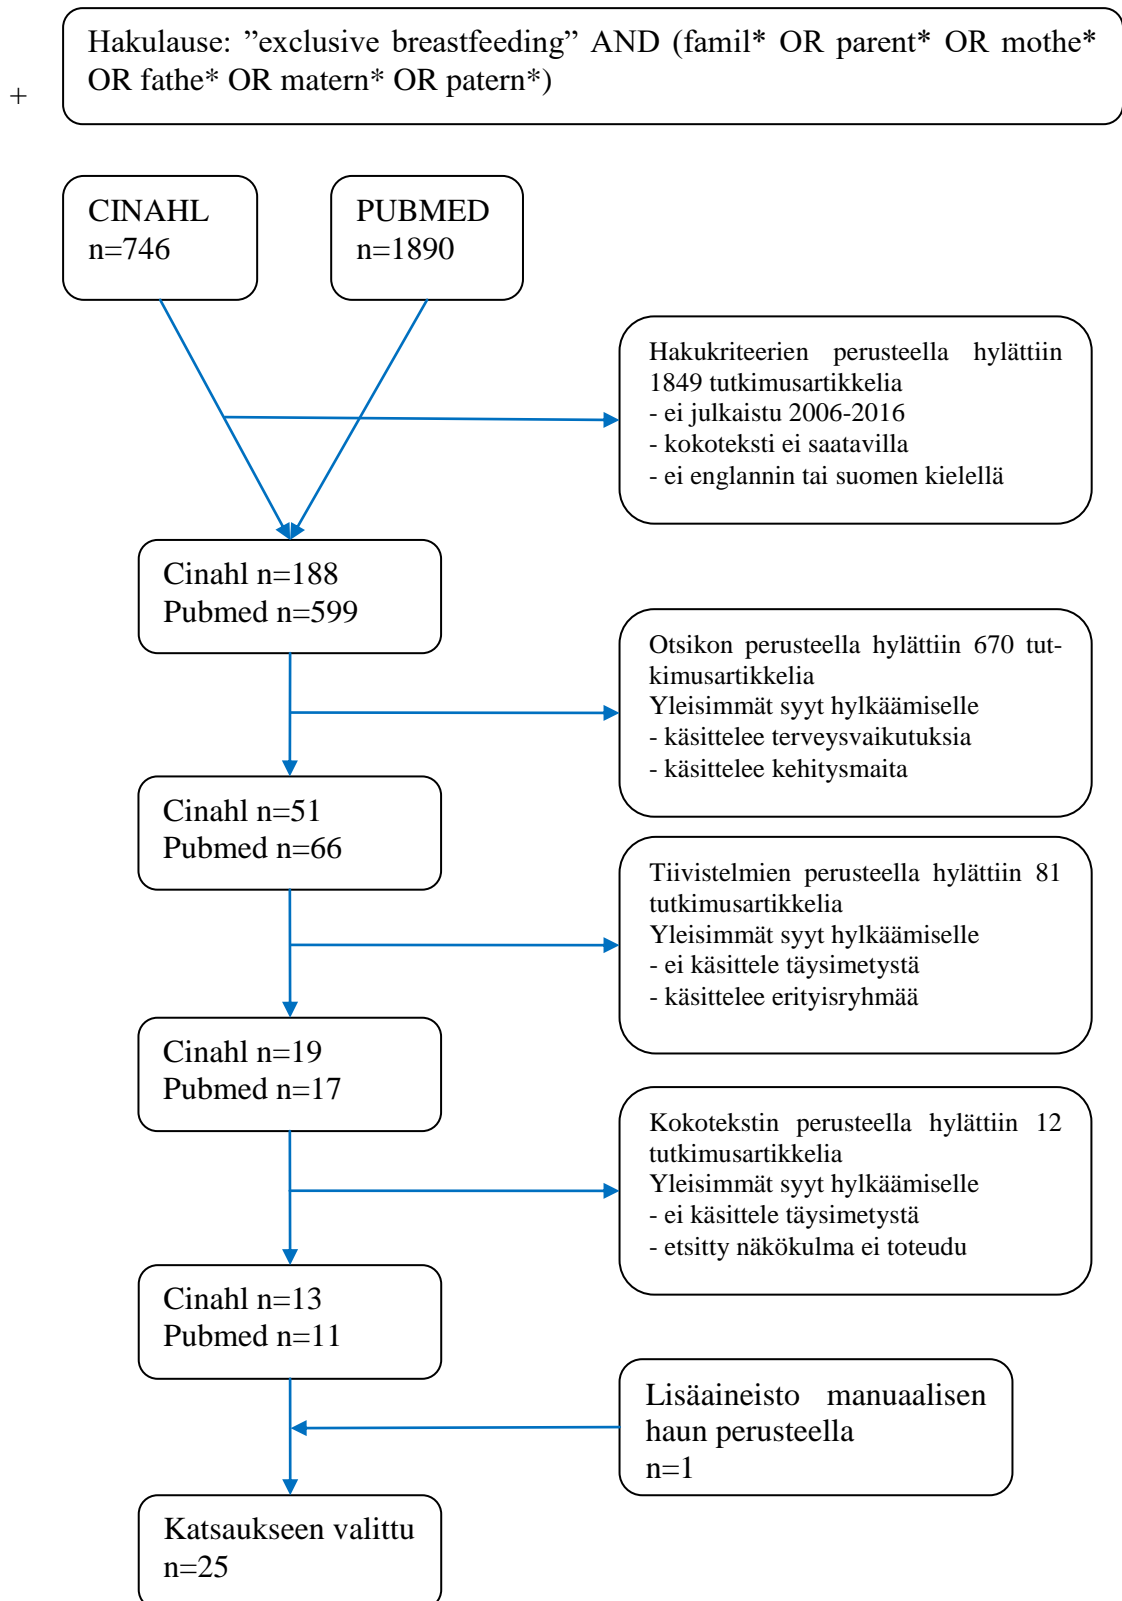 Hakulause: ”exclusive breastfeeding” AND (famil* OR parent* OR mothe*
OR fathe* OR matern* OR patern*)
+
CINAHL
n=746
PUBMED
n=1890
Hakukriteerien perusteella hylättiin
1849 tutkimusartikkelia
- ei julkaistu 2006-2016
- kokoteksti ei saatavilla
- ei englannin tai suomen kielellä
Cinahl n=188
Pubmed n=599
Otsikon perusteella hylättiin 670 tut-
kimusartikkelia
Yleisimmät syyt hylkäämiselle
- käsittelee terveysvaikutuksia
- käsittelee kehitysmaita
Cinahl n=51
Pubmed n=66
Tiivistelmien perusteella hylättiin 81
tutkimusartikkelia
Yleisimmät syyt hylkäämiselle
- ei käsittele täysimetystä
- käsittelee erityisryhmää
Cinahl n=19
Pubmed n=17
Kokotekstin perusteella hylättiin 12
tutkimusartikkelia
Yleisimmät syyt hylkäämiselle
- ei käsittele täysimetystä
- etsitty näkökulma ei toteudu
Cinahl n=13
Pubmed n=11
Lisäaineisto manuaalisen
haun perusteella
n=1
Katsaukseen valittu
n=25